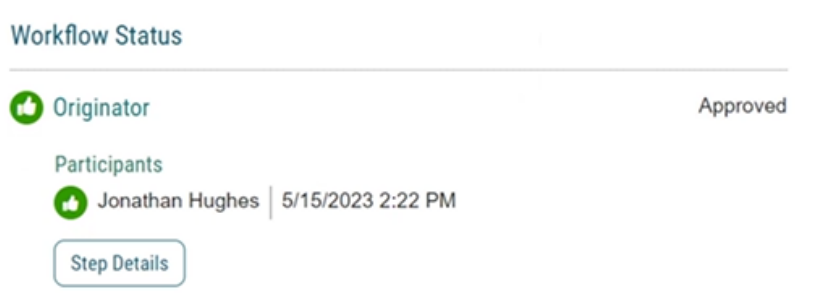 Workflow Status
Originator Approved
Participants
Jonathan Hughes 5/15/2023 2:22 PM
Step Details